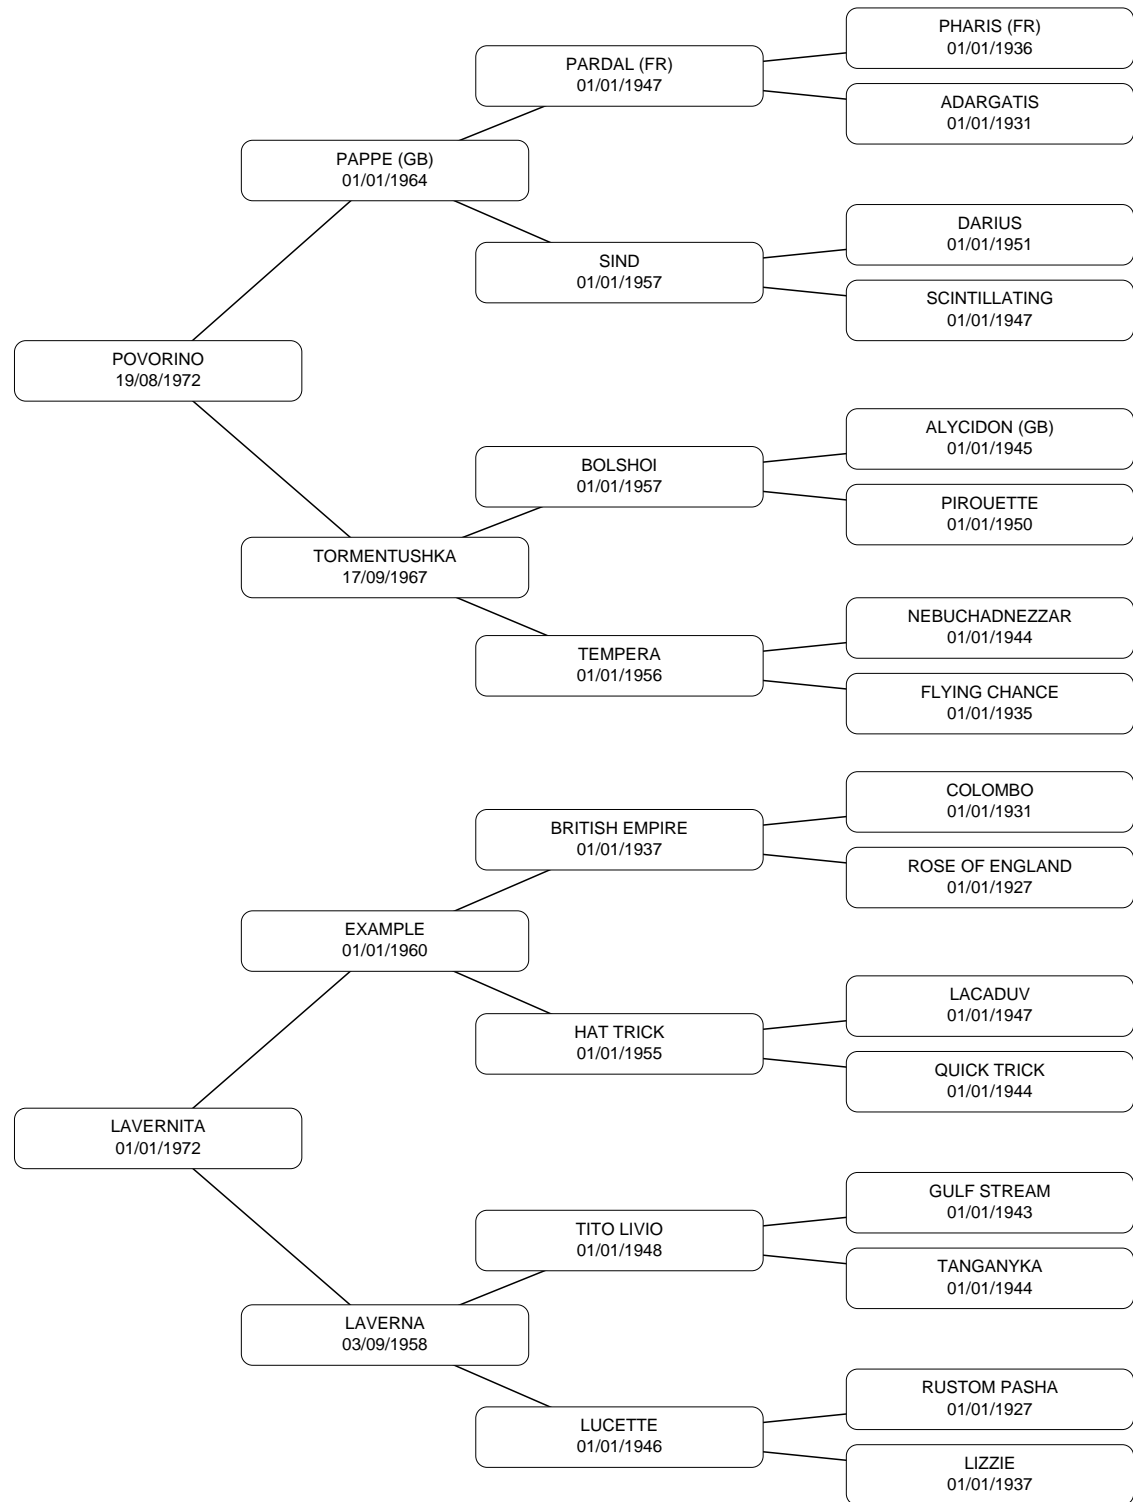 PHARIS (FR)
01/01/1936
PARDAL (FR)
01/01/1947
ADARGATIS
01/01/1931
PAPPE (GB)
01/01/1964
DARIUS
01/01/1951
SIND
01/01/1957
SCINTILLATING
01/01/1947
POVORINO
19/08/1972
ALYCIDON (GB)
01/01/1945
BOLSHOI
01/01/1957
PIROUETTE
01/01/1950
TORMENTUSHKA
17/09/1967
NEBUCHADNEZZAR
01/01/1944
TEMPERA
01/01/1956
FLYING CHANCE
01/01/1935
COLOMBO
01/01/1931
BRITISH EMPIRE
01/01/1937
ROSE OF ENGLAND
01/01/1927
EXAMPLE
01/01/1960
LACADUV
01/01/1947
HAT TRICK
01/01/1955
QUICK TRICK
01/01/1944
LAVERNITA
01/01/1972
GULF STREAM
01/01/1943
TITO LIVIO
01/01/1948
TANGANYKA
01/01/1944
LAVERNA
03/09/1958
RUSTOM PASHA
01/01/1927
LUCETTE
01/01/1946
LIZZIE
01/01/1937